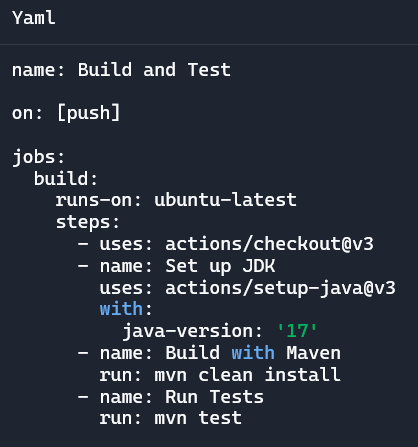 Yaml
name: Build and Test
on: [push]
jobs:
  build:
    runs-on: ubuntu-latest
    steps:
      - uses: actions/checkout@v3
      - name: Set up JDK
        uses: actions/setup-java@v3
        with:
          java-version: '17'
      - name: Build with Maven
        run: mvn clean install
      - name: Run Tests
        run: mvn test